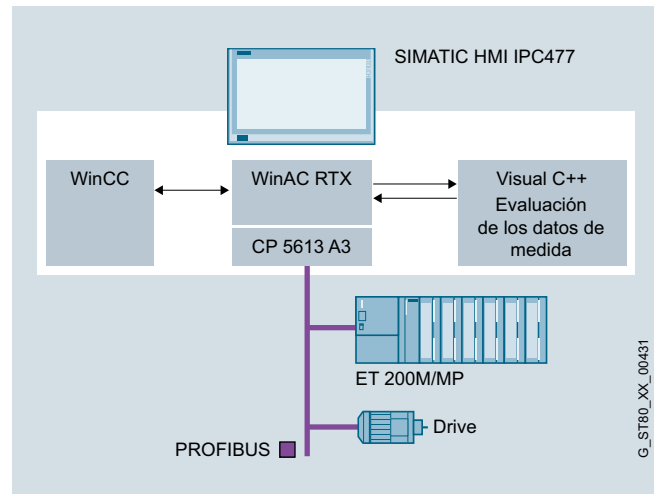 SIMATIC HMI IPC477
WinCC
WinAC RTX
CP 5613 A3
Visual C++
Evaluación
de los datos de
medida
ET 200M/MP
Drive
PROFIBUS
G_ST80_XX_00431